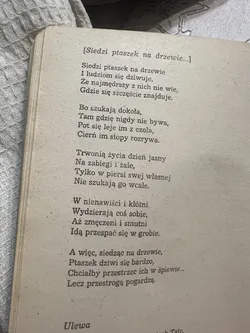 [Siedzi ptaszek na drzewie...]
Siedzi ptaszek na drzewie
I ludziom się dziwuje,
Że najmędrszy z nich nie wie,
Gdzie się szczęście znajduje.
Bo szukają dokoła,
Tam gdzie nigdy nie bywa,
Pot się leje im z czoła,
Cierń im stopy rozrywa.
Trwonią życia dzień jasny
Na zabiegi i żale,
Tylko w piersi swej własnej
Nie szukają go wcale.
W nienawiści i kłótni
Wydzierają coś sobie,
Aż zmęczeni i smutni
Idą przespać się w grobie.
A więc, siedząc na drzewie,
Ptaszek dziwi się bardzo,
Chciałby przestrzec ich w śpiewie..
Lecz przestrogą pogardzą.
Ulewa